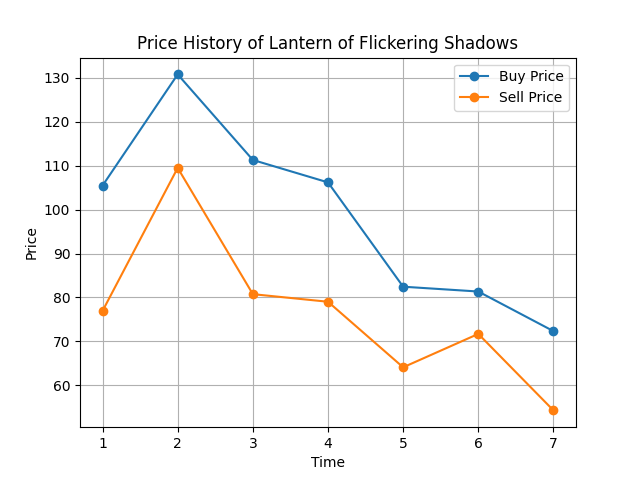 Price History of Lantern of Flickering Shadows
Buy Price
Sell Price
130
120
110
100
90
80
70
60
Price
1 2 3 4 5 6 7
Time